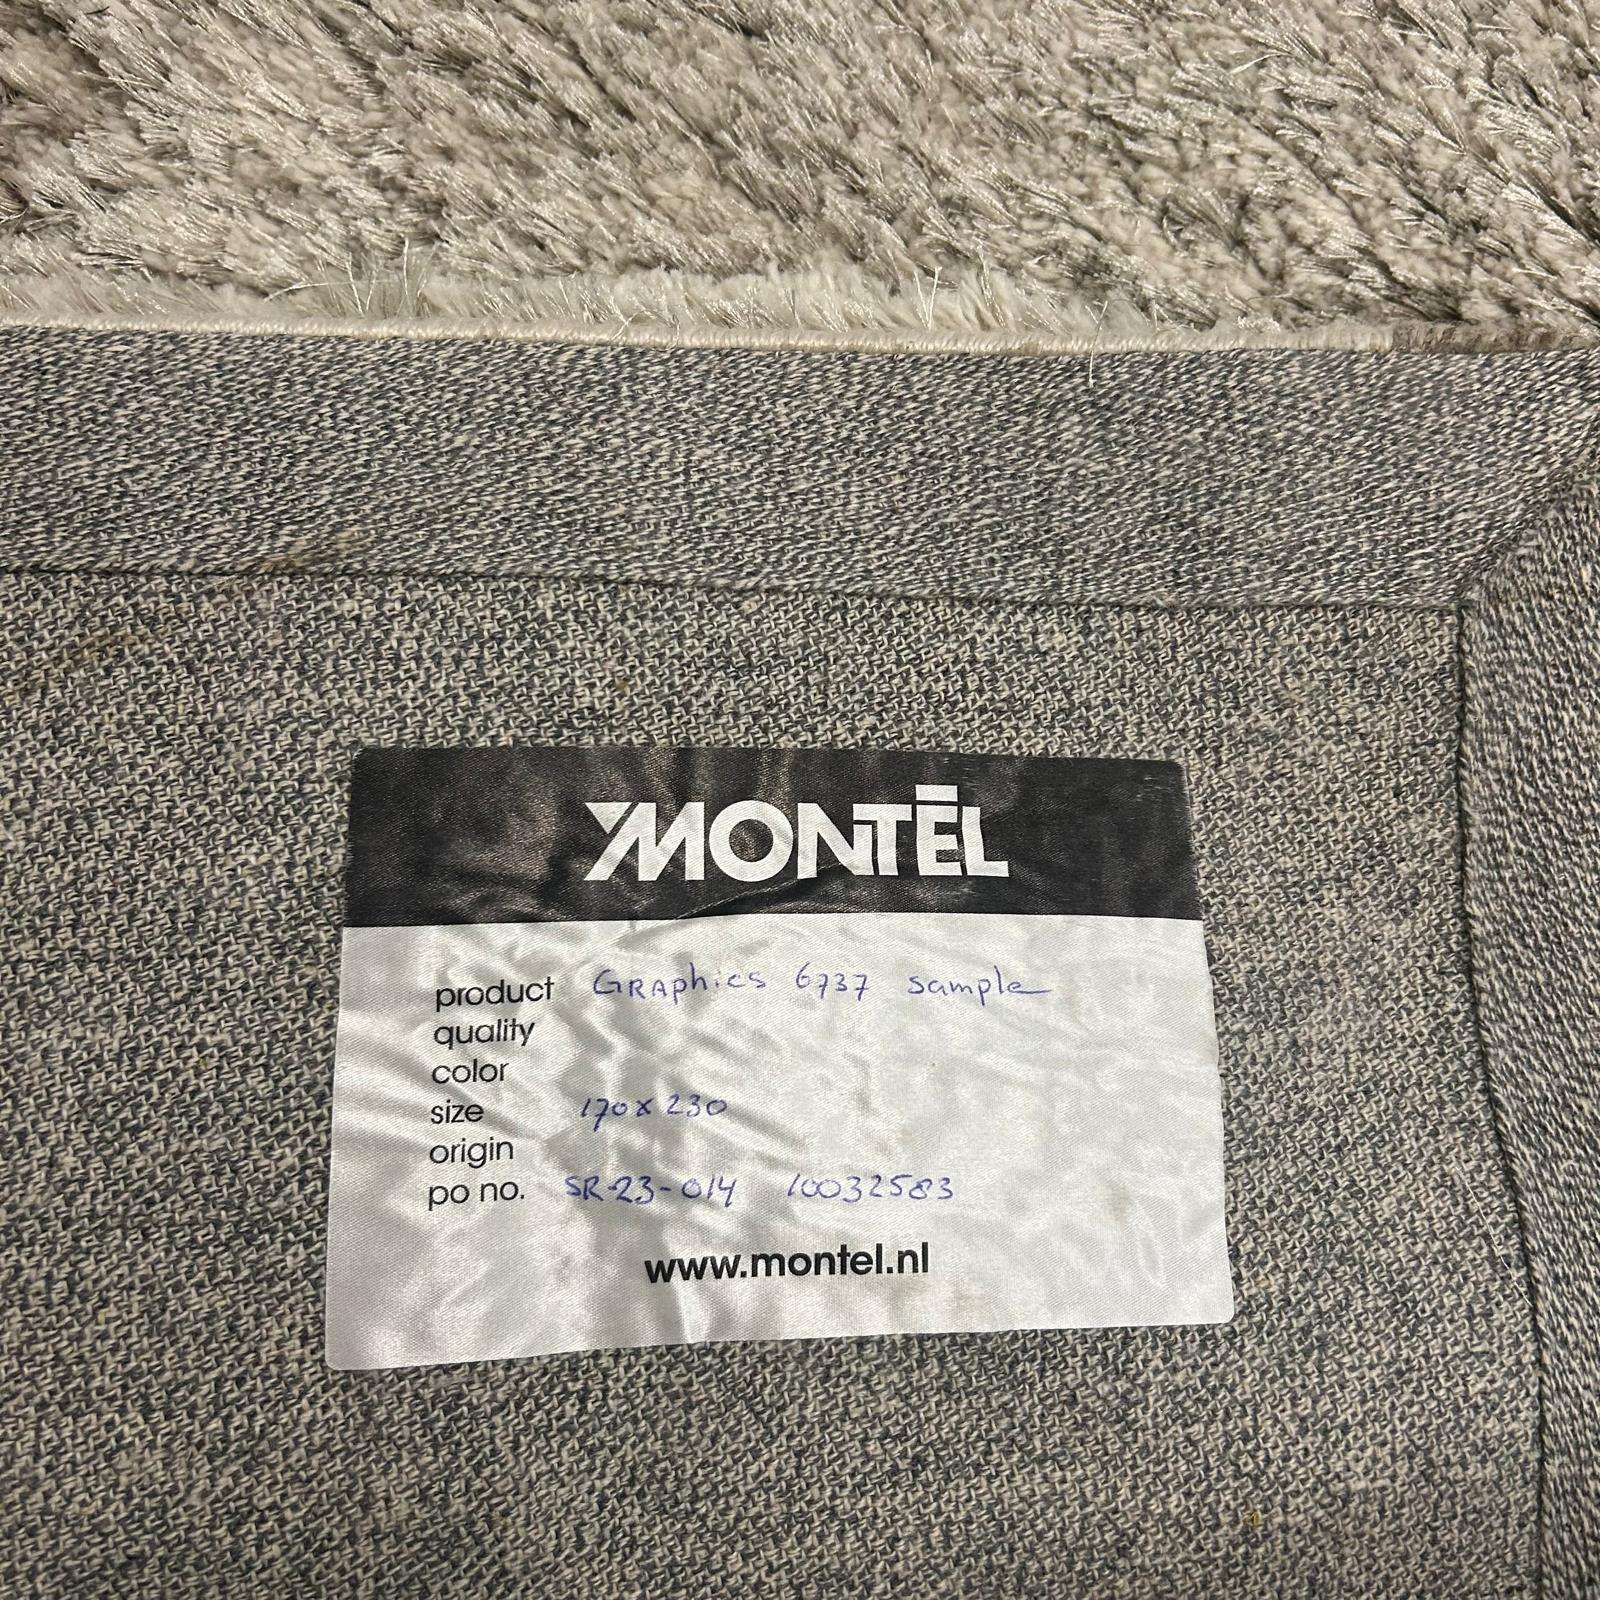 MONTĒL
product GRAphics 6737 sample
quality
color
size 170x230
origin
po no. SR-23-014 10032583
www.montel.nl